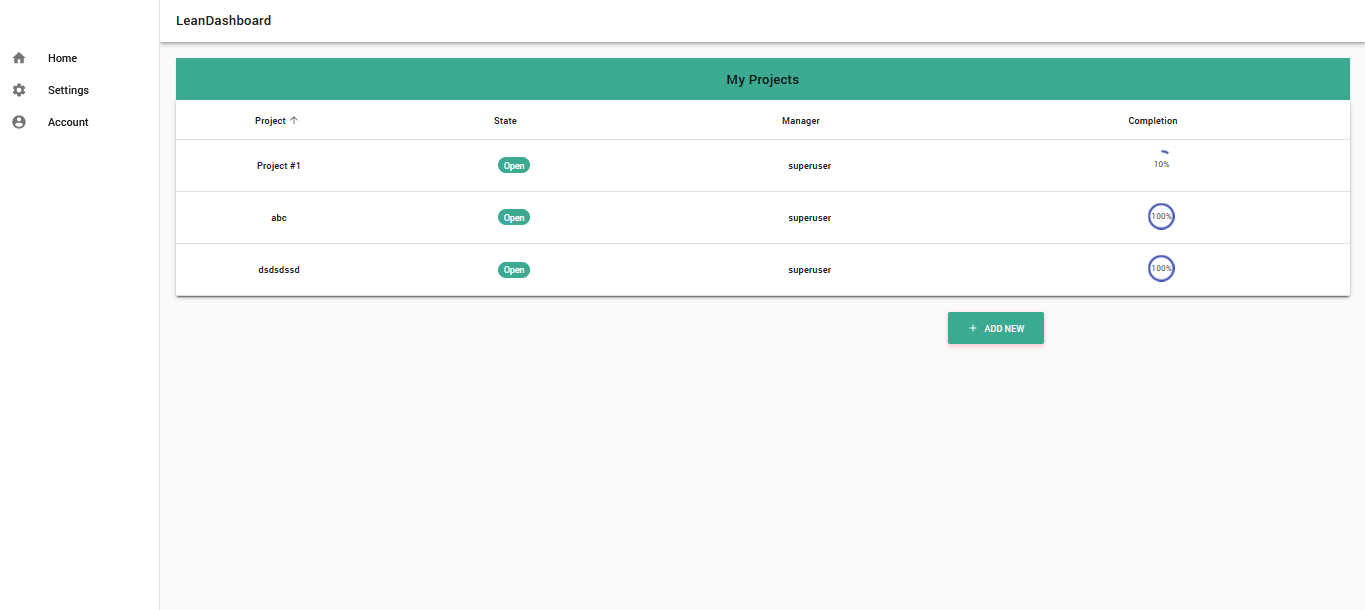 LeanDashboard
Home
Settings
Account
My Projects
Project State Manager Completion
Project #1 Open superuser 10%
abc Open superuser 100%
dsdsdssd Open superuser 100%
ADD NEW